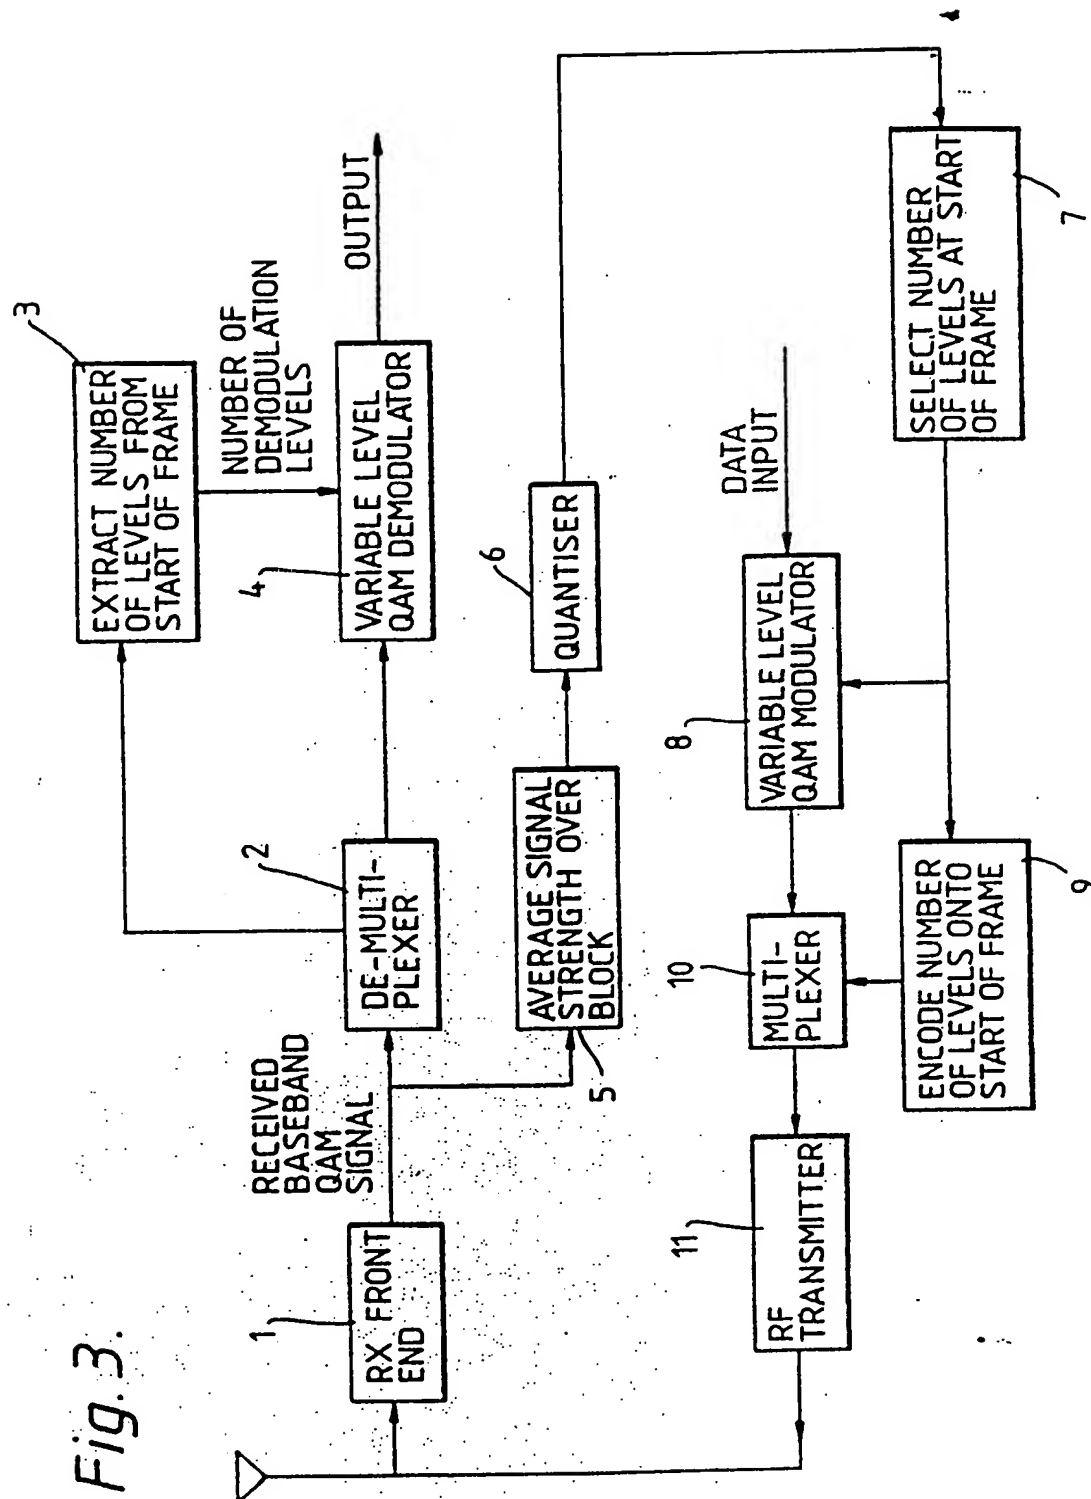 Fig.3.
1
RX FRONT
END
RECEIVED
BASEBAND
QAM
SIGNAL
2
DE-MULTI-
PLEXER
3
EXTRACT NUMBER
OF LEVELS FROM
START OF FRAME
NUMBER OF
DEMODULATION
LEVELS
4
VARIABLE LEVEL
QAM DEMODULATOR
OUTPUT
5
AVERAGE SIGNAL
STRENGTH OVER
BLOCK
6
QUANTISER
7
SELECT NUMBER
OF LEVELS AT START
OF FRAME
DATA
INPUT
8
VARIABLE LEVEL
QAM MODULATOR
9
ENCODE NUMBER
OF LEVELS ONTO
START OF FRAME
10
MULTI-
PLEXER
11
RF
TRANSMITTER